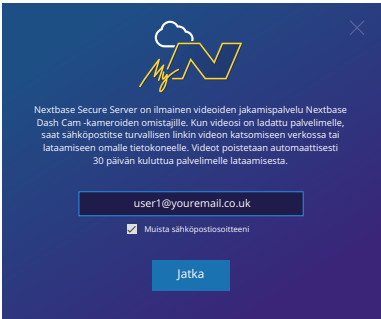 My N
Nextbase Secure Server on ilmainen videoiden jakamispalvelu Nextbase
Dash Cam -kameroiden omistajille. Kun videosi on ladattu palvelimelle,
saat sähköpostitse turvallisen linkin videon katsomiseen verkossa tai
lataamiseen omalle tietokoneelle. Videot poistetaan automaattisesti
30 päivän kuluttua palvelimelle lataamisesta.
user1@youremail.co.uk
Muista sähköpostiosoitteeni
Jatka